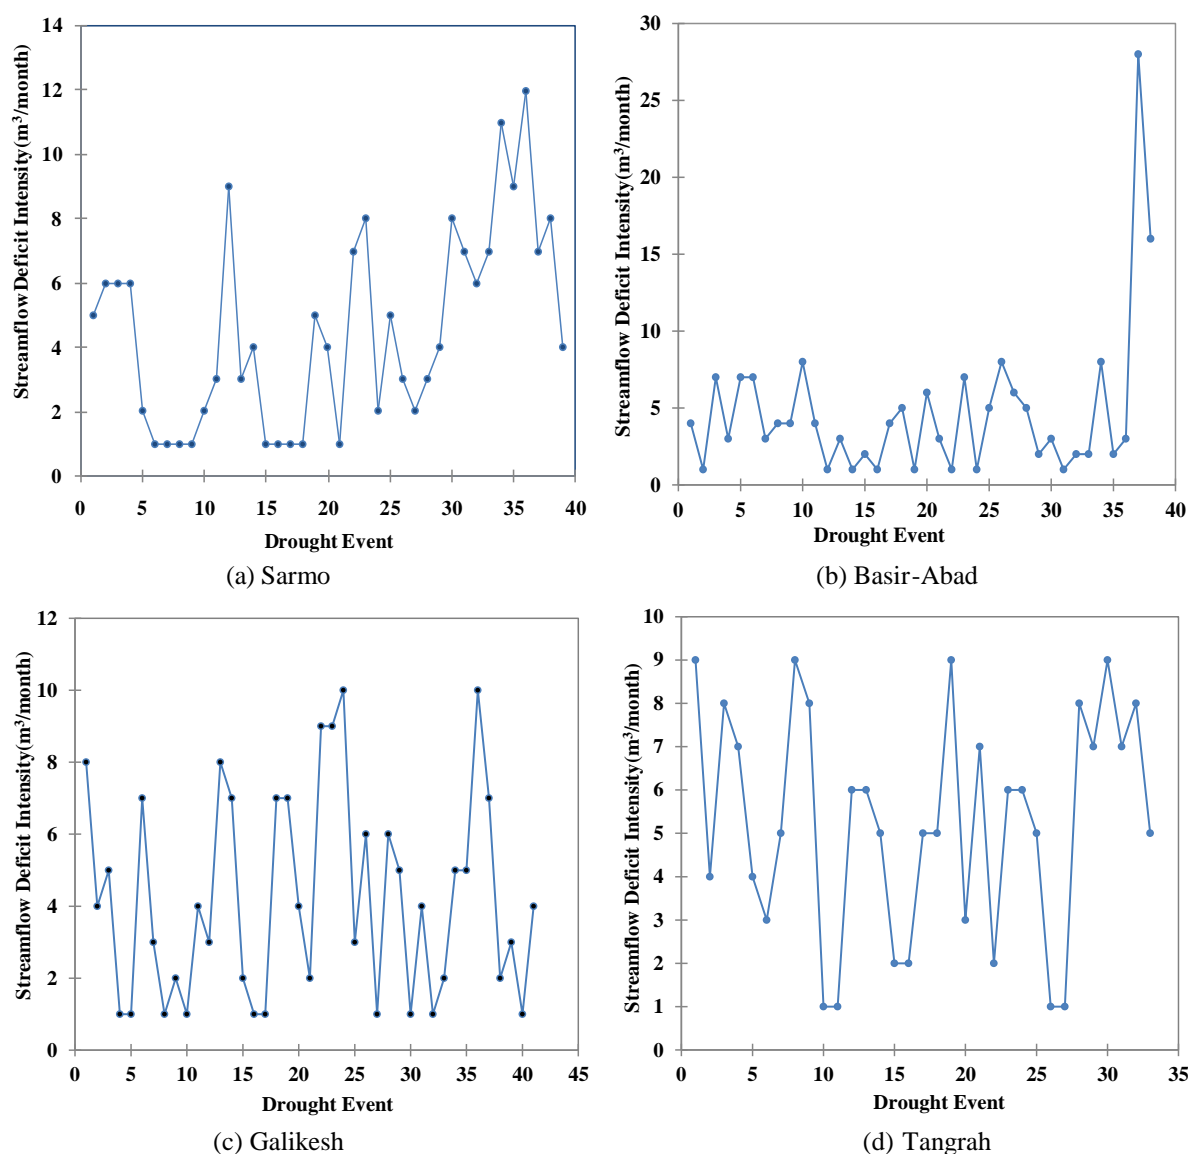 14
12
10
8
6
4
2
0
0 5 10 15 20 25 30 35 40
Streamflow Deficit Intensity(m³/month)
Drought Event
(a) Sarmo
30
25
20
15
10
5
0
0 5 10 15 20 25 30 35 40
Streamflow Deficit Intensity(m³/month)
Drought Event
(b) Basir-Abad
12
10
8
6
4
2
0
0 5 10 15 20 25 30 35 40 45
Streamflow Deficit Intensity(m³/month)
Drought Event
(c) Galikesh
10
9
8
7
6
5
4
3
2
1
0
0 5 10 15 20 25 30 35
Streamflow Deficit Intensity(m³/month)
Drought Event
(d) Tangrah